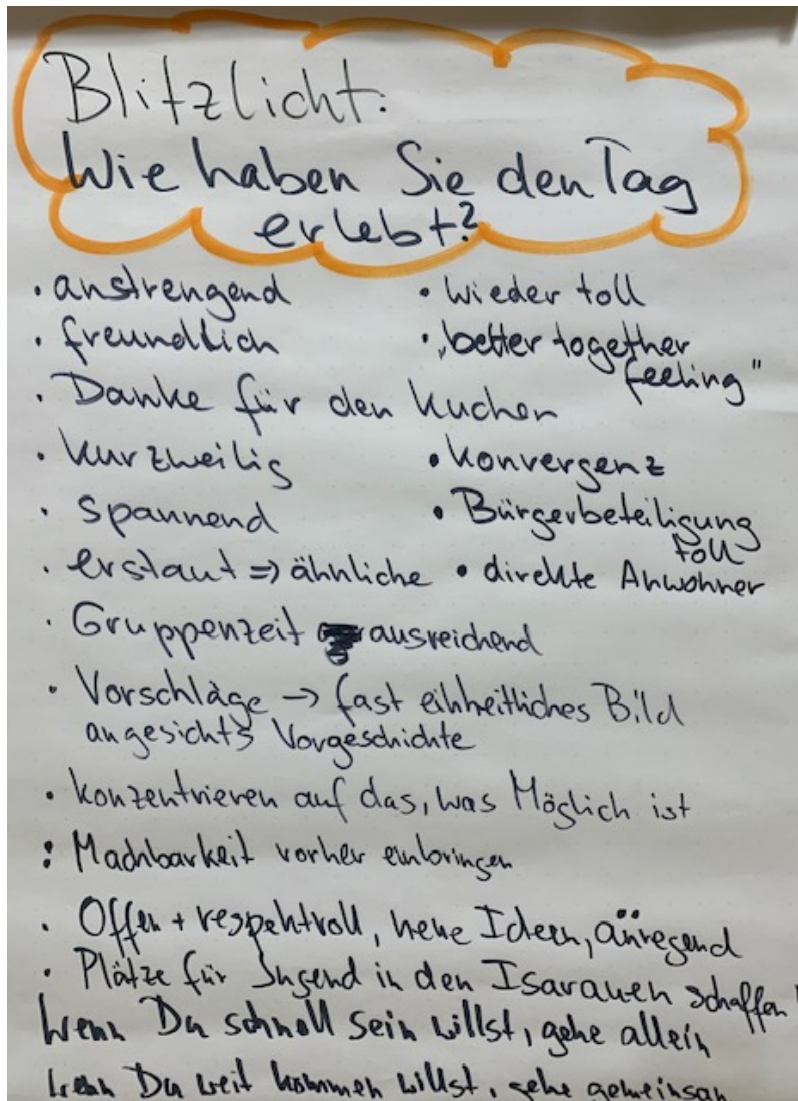 Blitzlicht:
Wie haben Sie den Tag
erlebt?
• anstrengend
• wieder toll
• freundlich
• „better together
feeling"
• Danke für den Kuchen
• kurzweilig
• Konvergenz
• spannend
• Bürgerbeteiligung
toll
• erstaut ⇒ ähnliche
• direkte Anwohner
• Gruppenzeit ausreichend
• Vorschläge → fast einheitliches Bild
angesichts Vorgeschichte
• konzentrieren auf das, was Möglich ist
• Machbarkeit vorher einbringen
• Offen + respektvoll, neue Ideen, anregend
• Plätze für Jugend in den Isarauen schaffen!
Wenn Du schnell sein willst, gehe allein
Wenn Du weit kommen willst, gehe gemeinsam